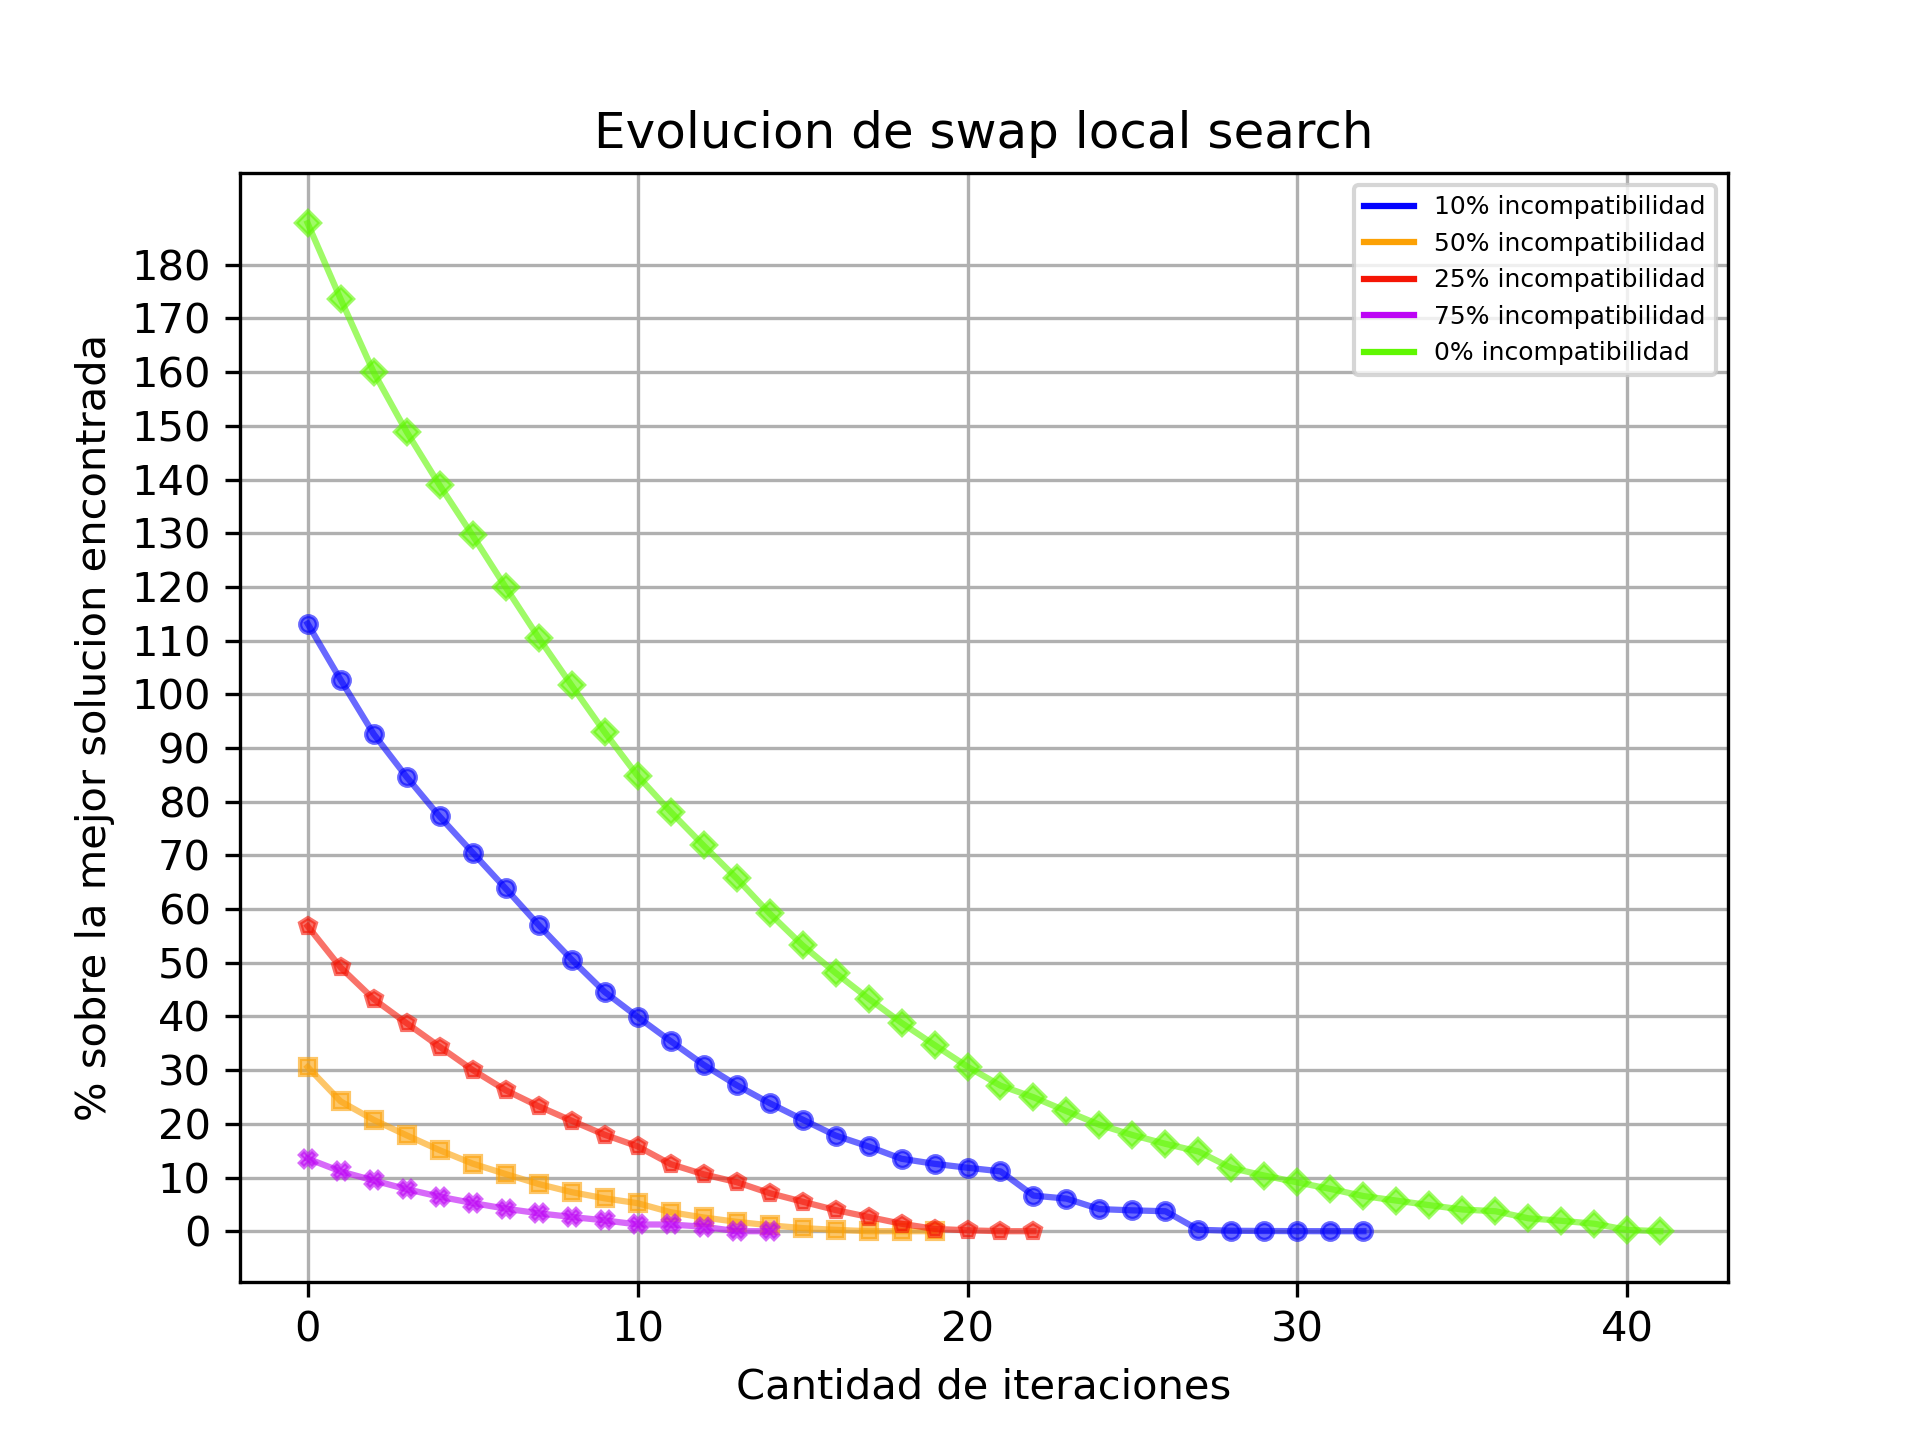 Evolucion de swap local search
10% incompatibilidad
50% incompatibilidad
25% incompatibilidad
75% incompatibilidad
0% incompatibilidad
% sobre la mejor solucion encontrada
180
170
160
150
140
130
120
110
100
90
80
70
60
50
40
30
20
10
0
0 10 20 30 40
Cantidad de iteraciones